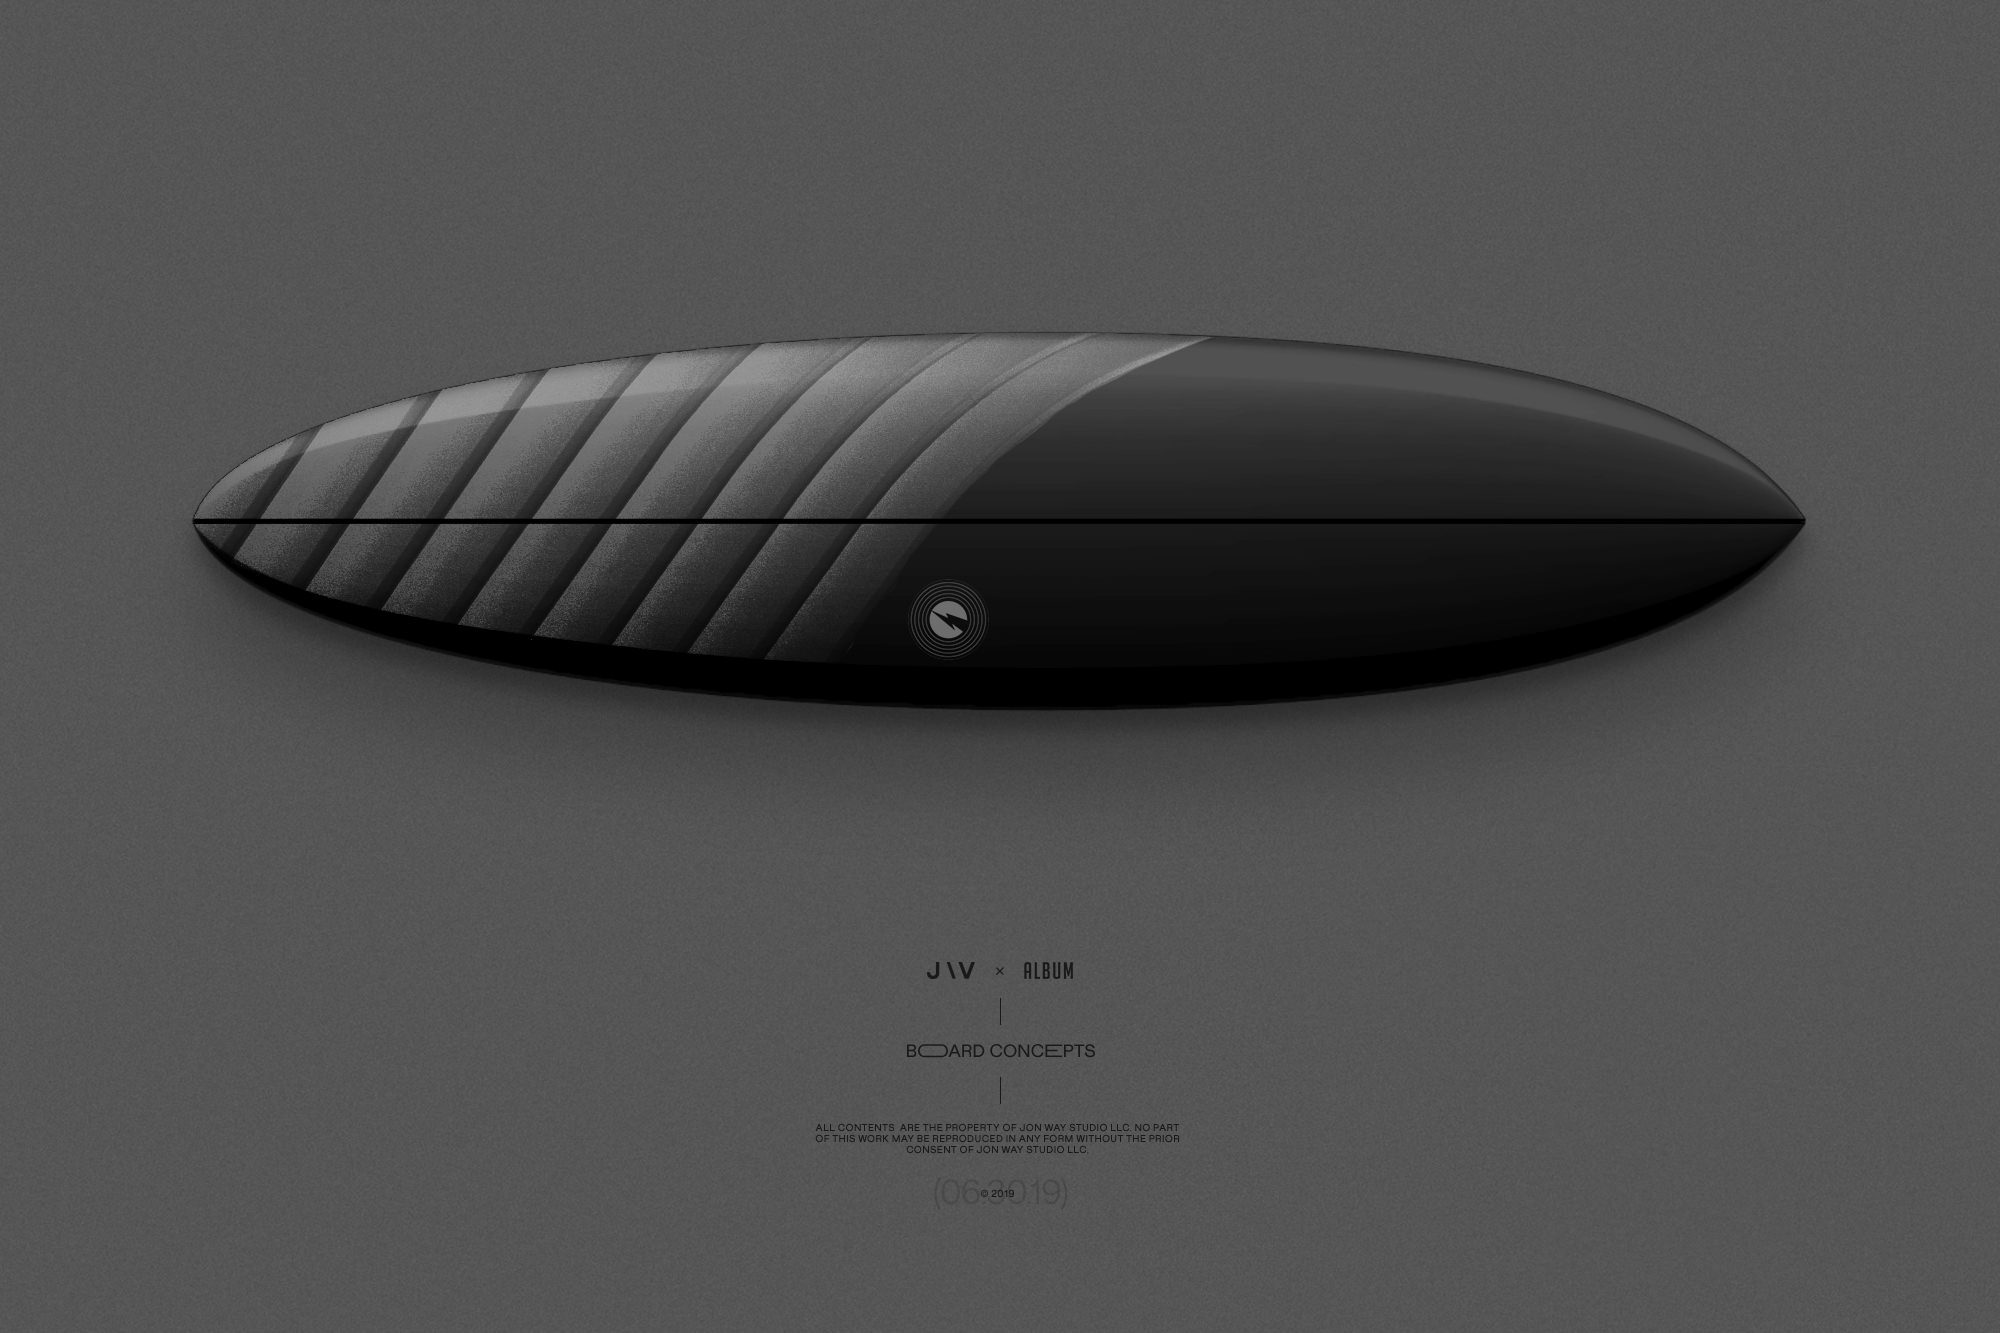 J\V × ALBUM
BOARD CONCEPTS
ALL CONTENTS ARE THE PROPERTY OF JON WAY STUDIO LLC. NO PART
OF THIS WORK MAY BE REPRODUCED IN ANY FORM WITHOUT THE PRIOR
CONSENT OF JON WAY STUDIO LLC.
(06.30.19)
© 2019